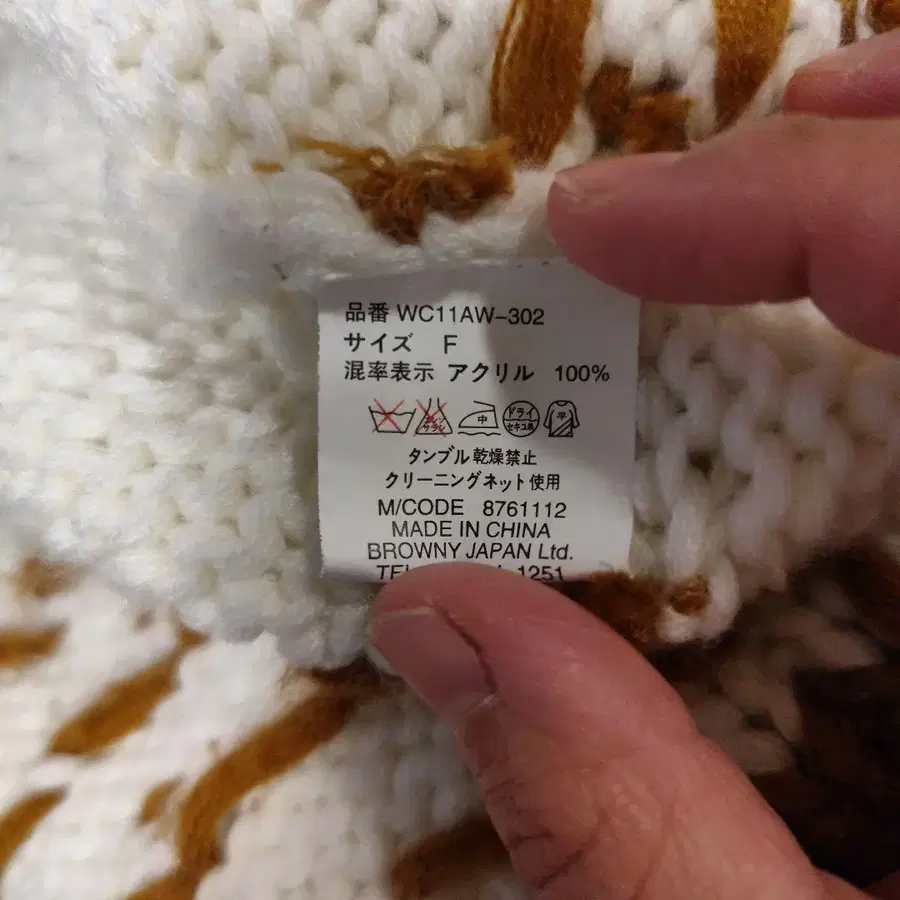 品番 WC11AW-302
サイズ F
混率表示 アクリル 100%
中 ドライ セキユ系 平
タンブル乾燥禁止
クリーニングネット使用
M/CODE 8761112
MADE IN CHINA
BROWNY JAPAN Ltd.
1251